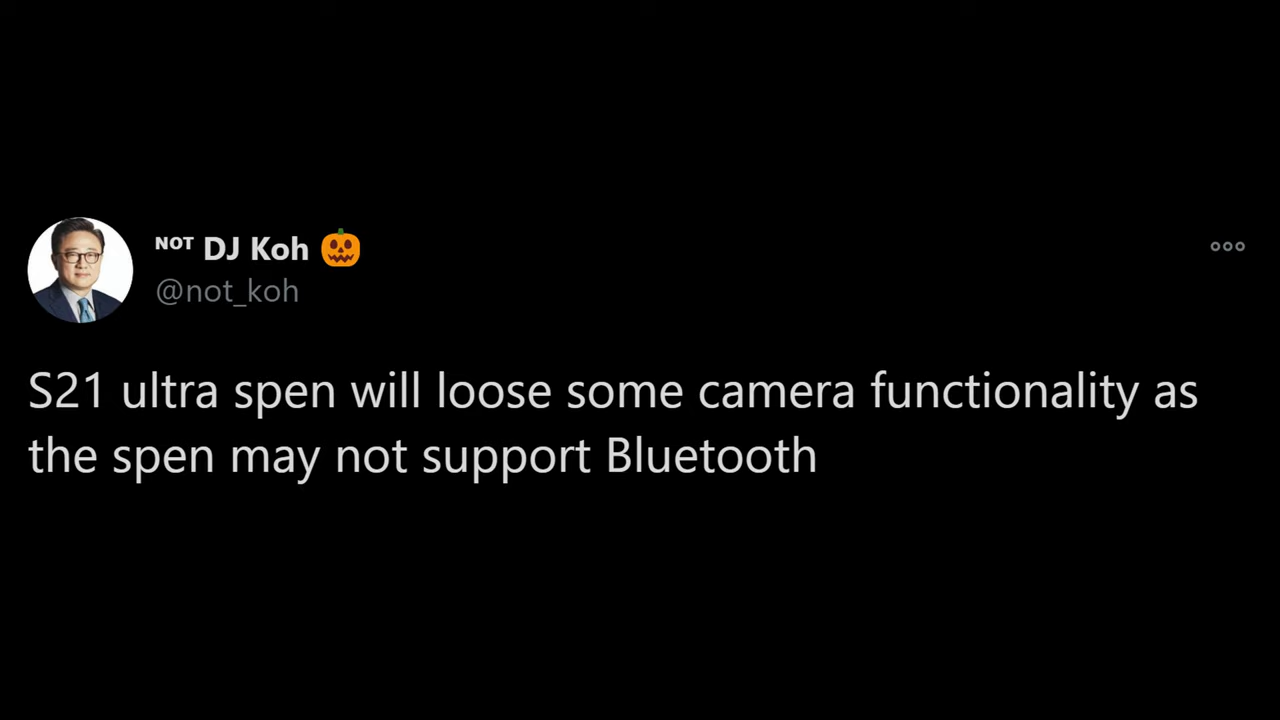 NOT DJ Koh 🎃
@not_koh
S21 ultra spen will loose some camera functionality as
the spen may not support Bluetooth